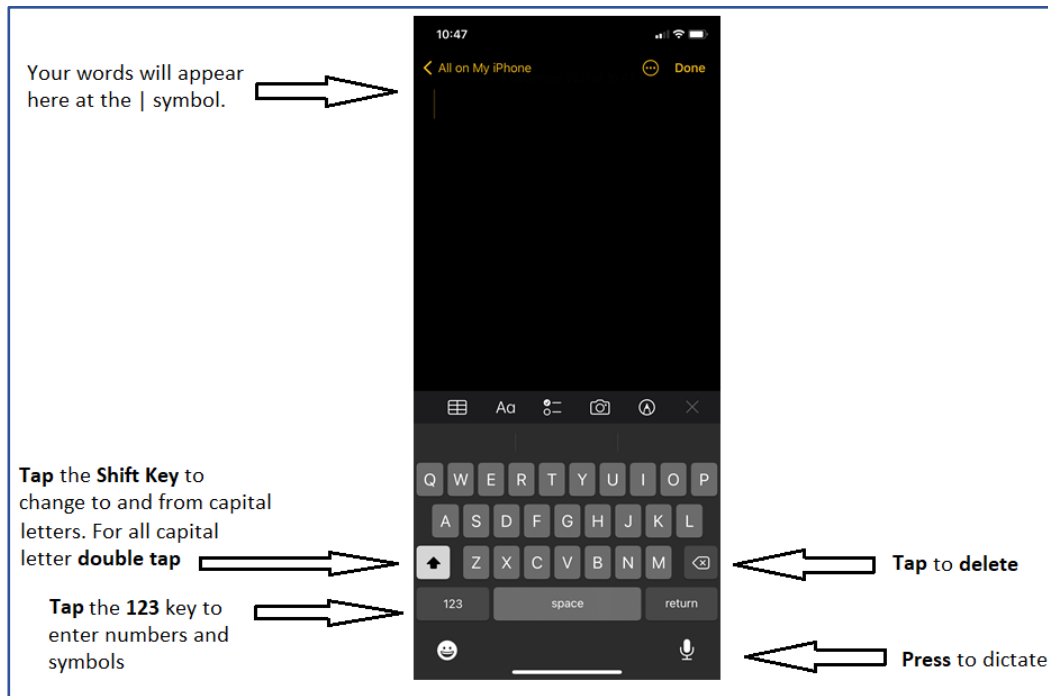 10:47
All on My iPhone
Done
Your words will appear
here at the | symbol.
Aa
Tap the Shift Key to
change to and from capital
letters. For all capital
letter double tap
Q W E R T Y U I O P
A S D F G H J K L
Z X C V B N M
Tap to delete
Tap the 123 key to
enter numbers and
symbols
123 space return
Press to dictate